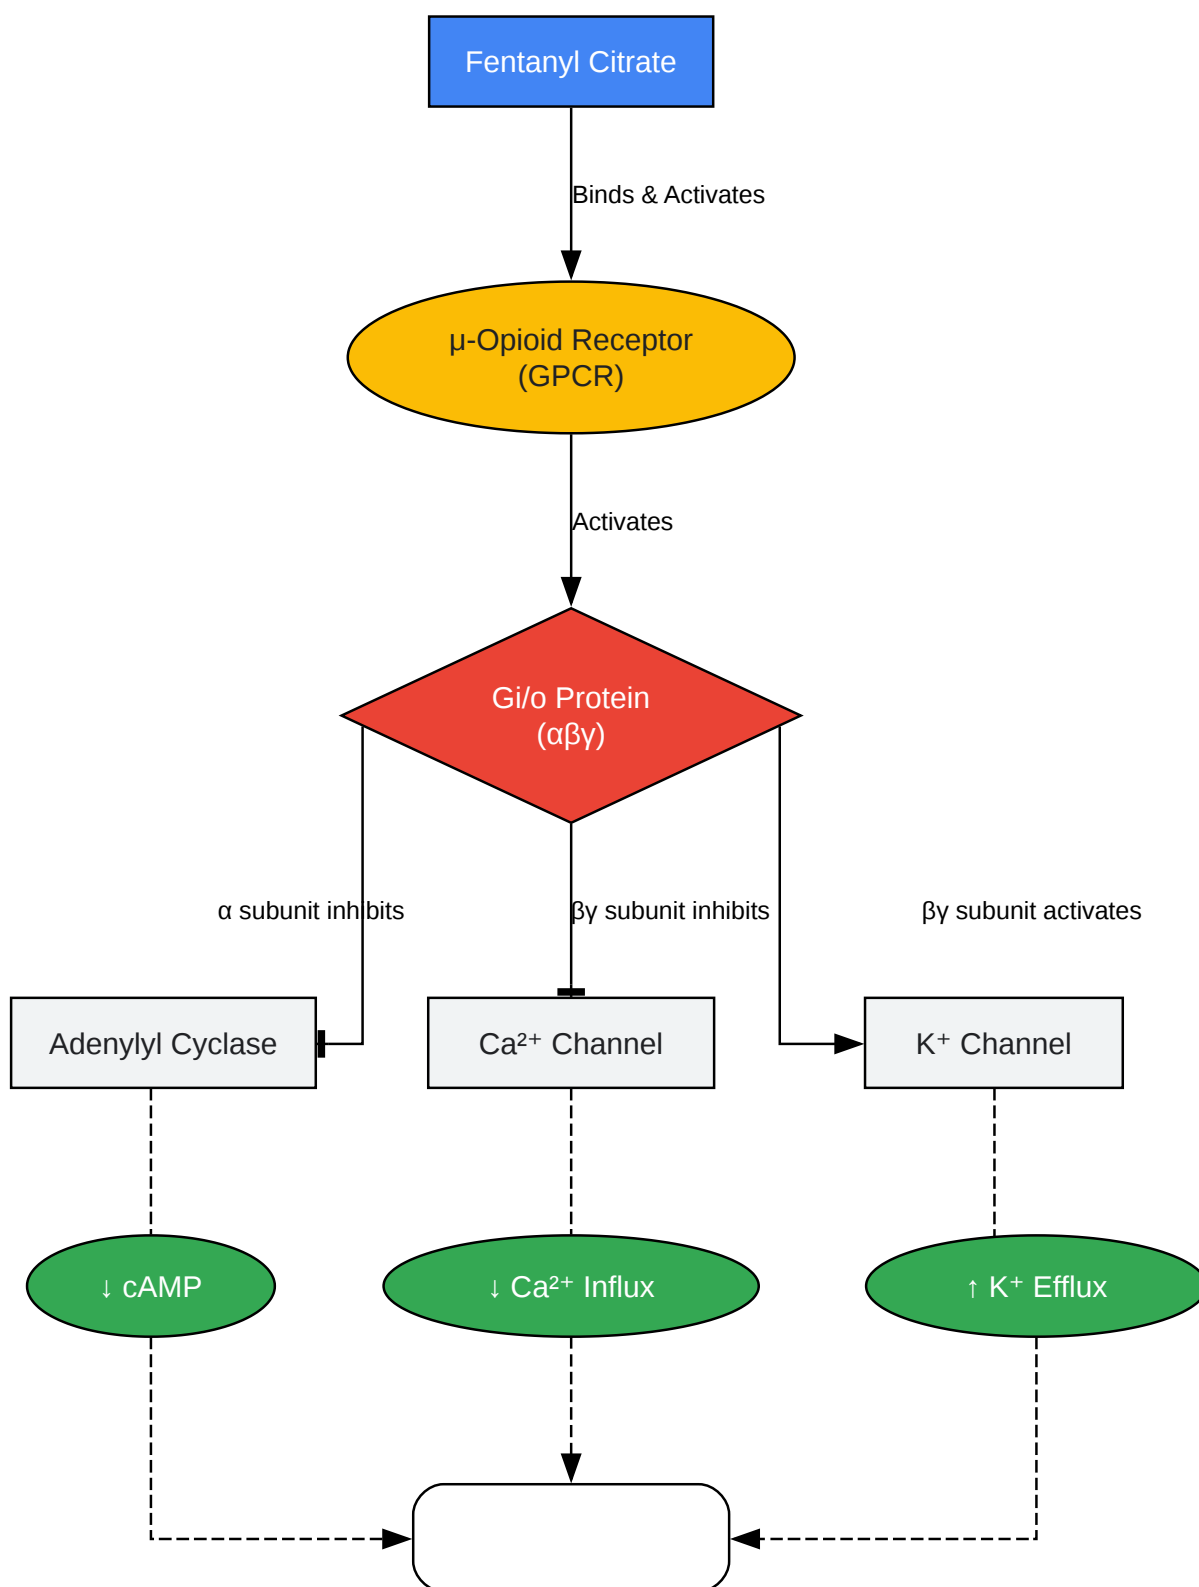 Fentanyl Citrate
Binds & Activates
μ-Opioid Receptor
(GPCR)
Activates
Gi/o Protein
(αβγ)
α subunit inhibits
βγ subunit inhibits
βγ subunit activates
Adenylyl Cyclase
Ca²⁺ Channel
K⁺ Channel
↓ cAMP
↓ Ca²⁺ Influx
↑ K⁺ Efflux